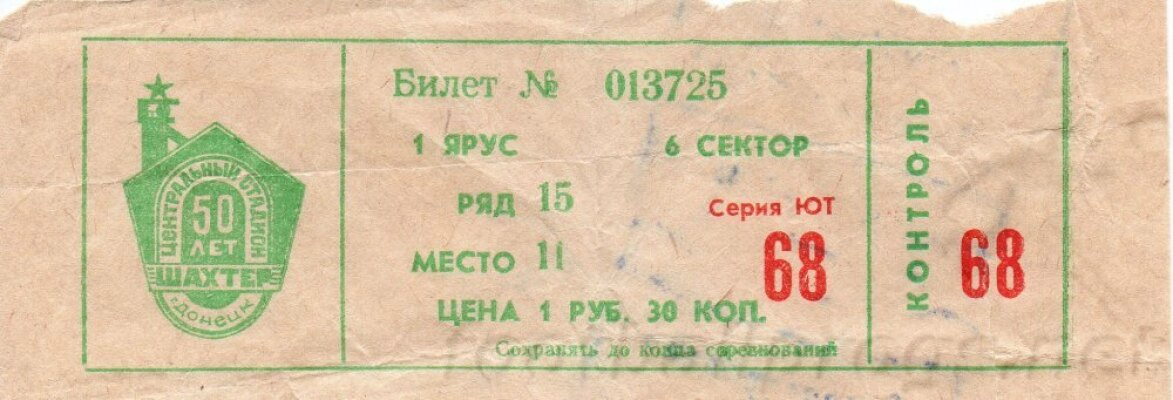 ЦЕНТРАЛЬНЫЙ СТАДИОН
50
ЛЕТ
ШАХТЕР
г. ДОНЕЦК
Билет № 013725
1 ЯРУС 6 СЕКТОР
РЯД 15
Серия ЮТ
МЕСТО 11
68
ЦЕНА 1 РУБ. 30 КОП.
Сохранять до конца соревнований
КОНТРОЛЬ
68